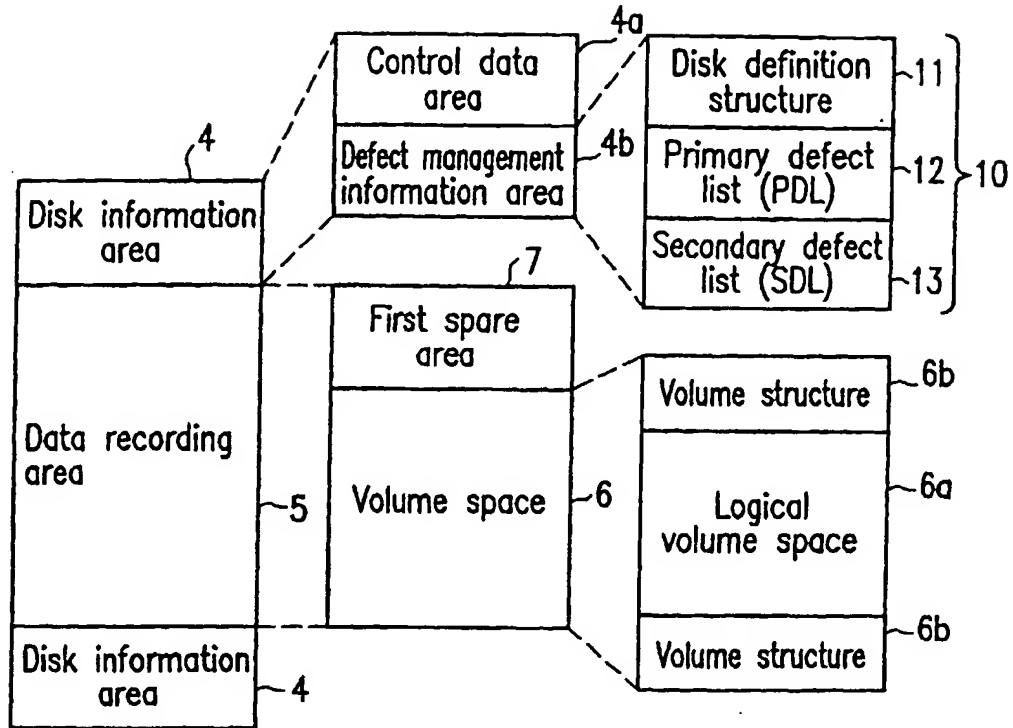 4
Disk information
area
Data recording
area
5
Disk information
area
4
4a
Control data
area
Defect management
information area
4b
7
First spare
area
Volume space
6
Disk definition
structure
11
Primary defect
list (PDL)
12
Secondary defect
list (SDL)
13
10
Volume structure
6b
Logical
volume space
6a
Volume structure
6b